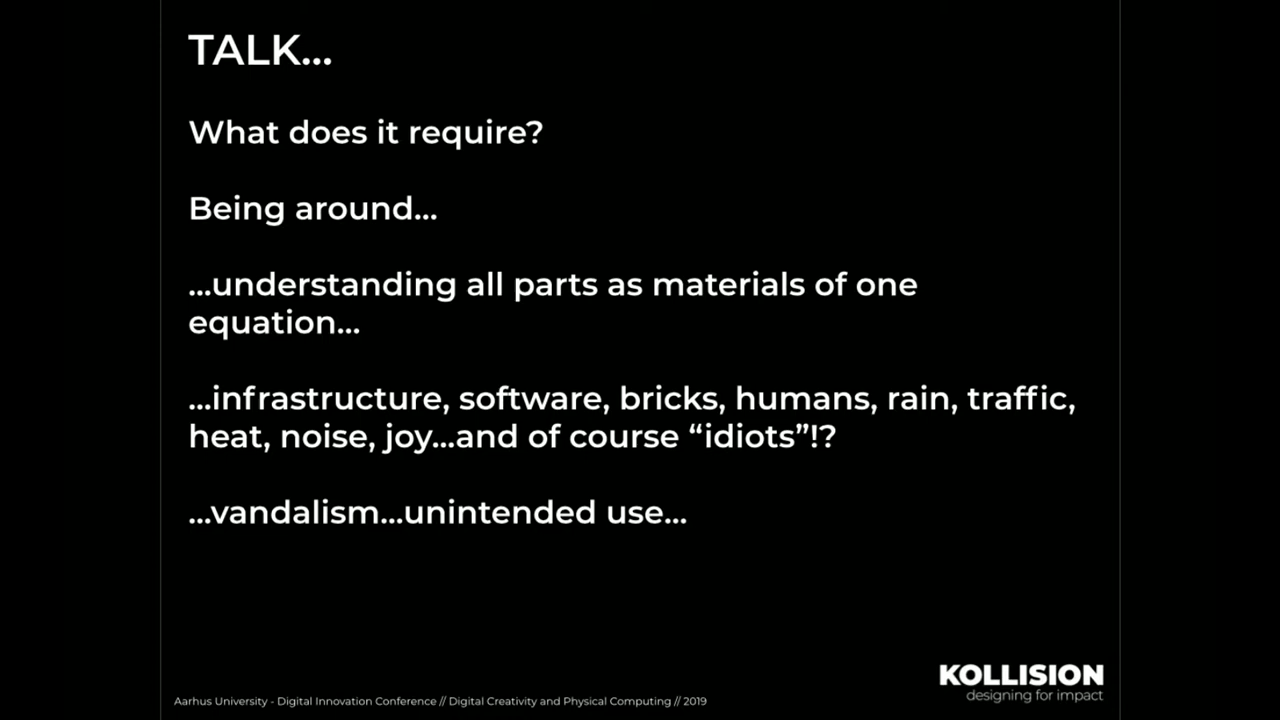 TALK...
What does it require?
Being around...
...understanding all parts as materials of one
equation...
...infrastructure, software, bricks, humans, rain, traffic,
heat, noise, joy...and of course “idiots”!?
...vandalism...unintended use...
KOLLISION
designing for impact
Aarhus University - Digital Innovation Conference // Digital Creativity and Physical Computing // 2019